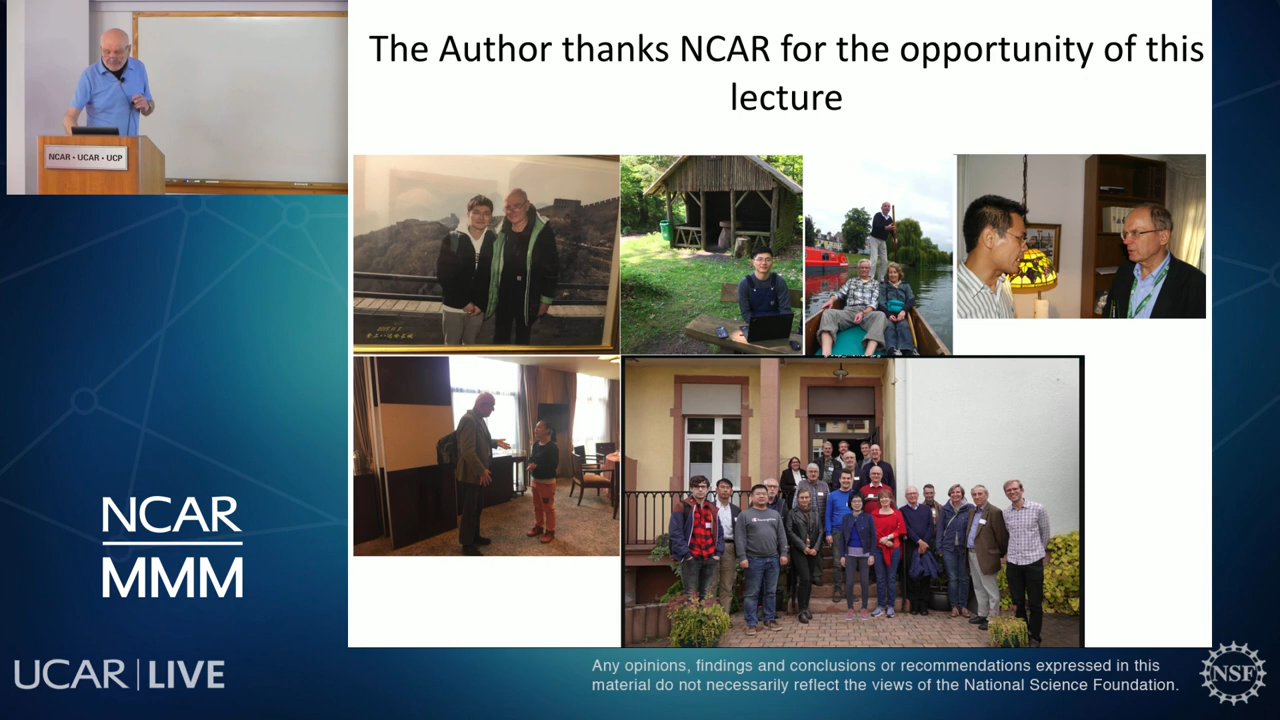 The Author thanks NCAR for the opportunity of this
lecture
NCAR • UCAR • UCP
NCAR
MMM
UCAR | LIVE
Any opinions, findings and conclusions or recommendations expressed in this
material do not necessarily reflect the views of the National Science Foundation.
NSF